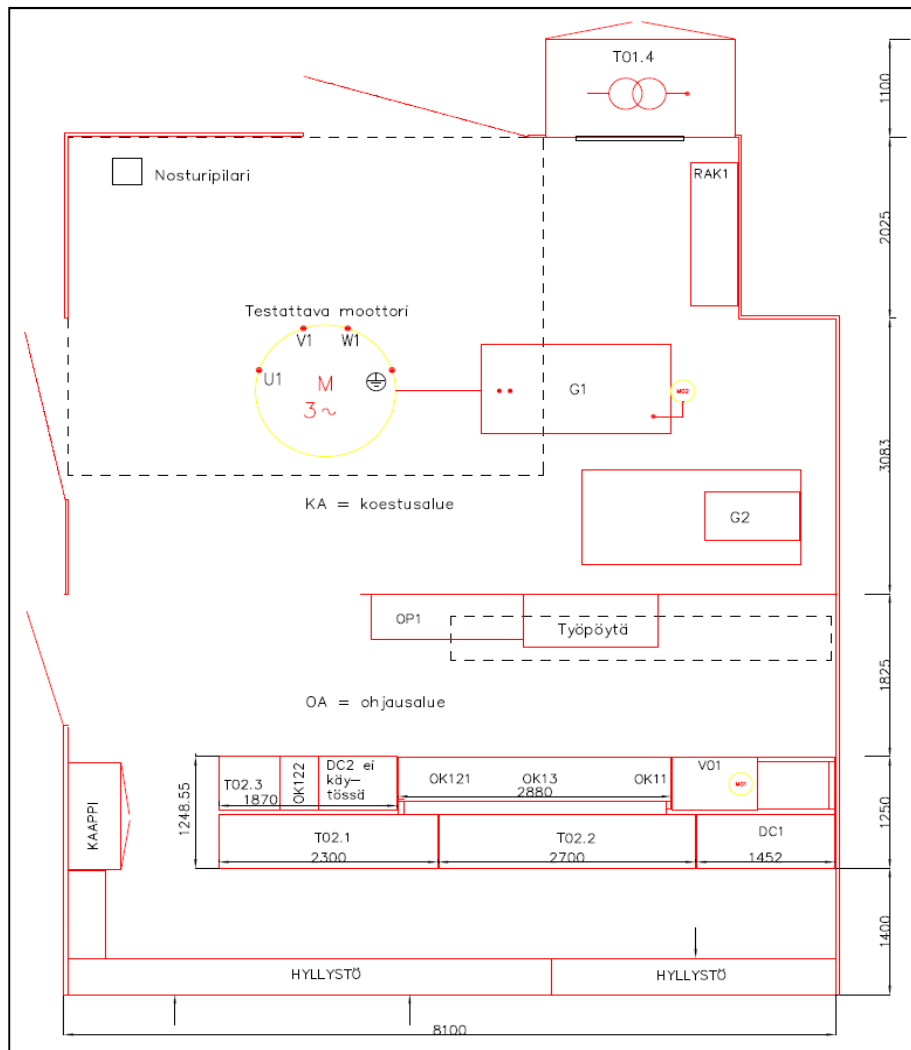 T01.4
1100
Nosturipilari
RAK1
2025
Testattava moottori
V1
W1
U1
M
3~
G1
M02
3083
KA = koestusalue
G2
OP1
Työpöytä
1825
OA = ohjausalue
KAAPPI
1248.55
T02.3
1870
OK122
DC2 ei
käy-
tössä
OK121
OK13
OK11
2880
V01
M01
1250
T02.1
2300
T02.2
2700
DC1
1452
1400
HYLLYSTÖ
HYLLYSTÖ
8100